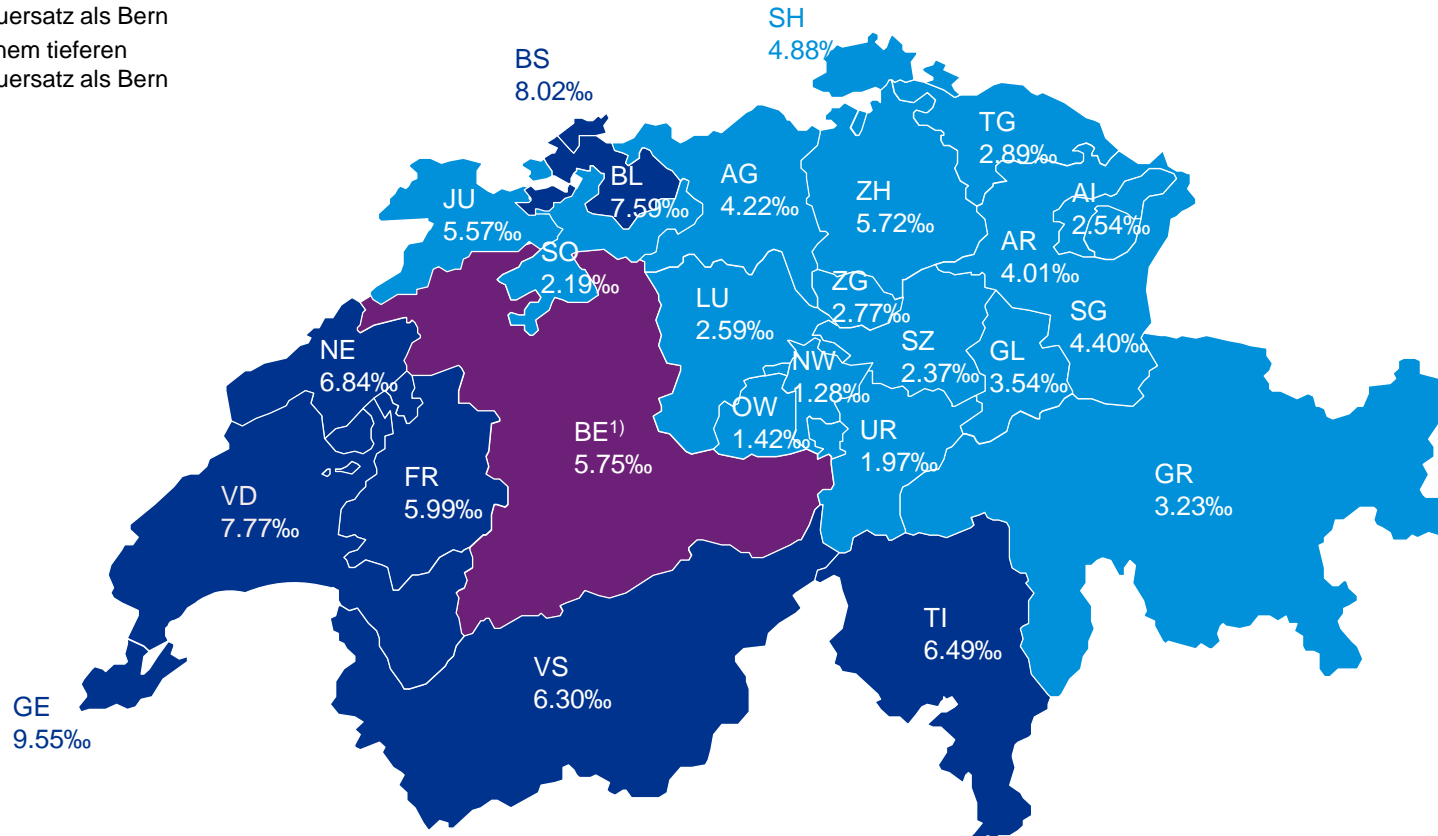 als Bern
tieferen
als Bern
SH
4.88%
BS
8.02‰
TG
2.89‰
BL
7.59‰
AG
4.22‰
ZH
5.72‰
AI
2.54‰
JU
5.57‰
AR
4.01‰
SO
2.19‰
ZG
2.77‰
LU
2.59‰
SG
4.40‰
SZ
2.37‰
GL
3.54‰
NE
6.84‰
NW
1.28‰
OW
1.42‰
UR
1.97‰
BE¹⁾
5.75‰
FR
5.99‰
GR
3.23‰
VD
7.77‰
TI
6.49‰
VS
6.30‰
GE
9.55‰